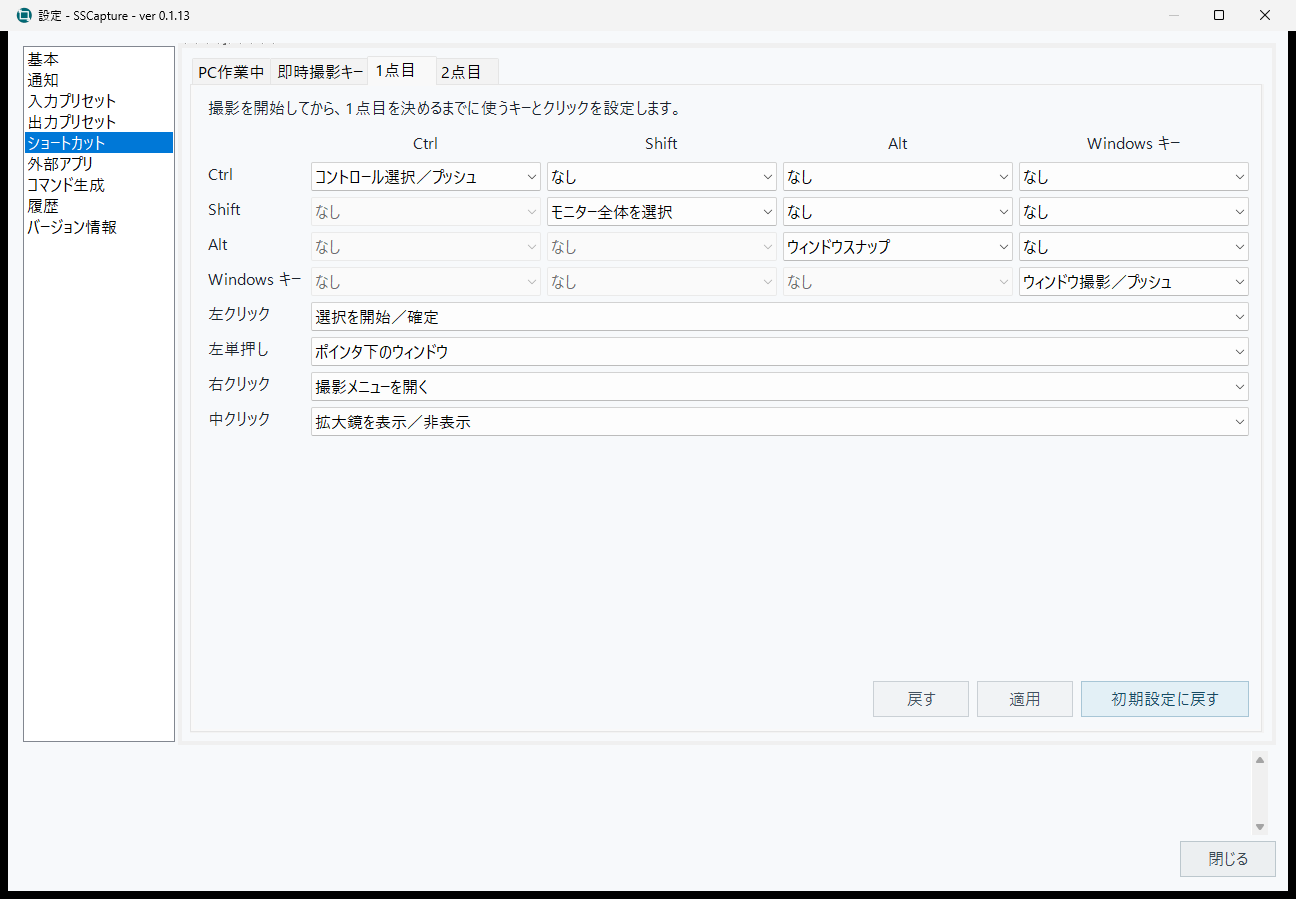 設定 - SSCapture - ver 0.1.13
基本
通知
入力プリセット
出力プリセット
ショートカット
外部アプリ
コマンド生成
履歴
バージョン情報
PC作業中 即時撮影キー 1点目 2点目
撮影を開始してから、1点目を決めるまでに使うキーとクリックを設定します。
Ctrl Shift Alt Windows キー
Ctrl コントロール選択／プッシュ なし なし なし
Shift なし モニター全体を選択 なし なし
Alt なし なし ウィンドウスナップ なし
Windows キー なし なし なし ウィンドウ撮影／プッシュ
左クリック 選択を開始／確定
左単押し ポインタ下のウィンドウ
右クリック 撮影メニューを開く
中クリック 拡大鏡を表示／非表示
戻す 適用 初期設定に戻す
閉じる